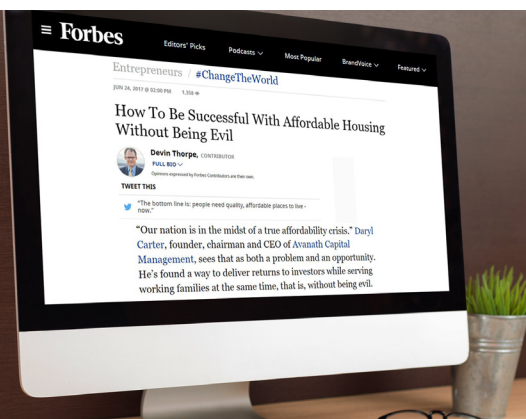 ≡ Forbes
Editors' Picks Podcasts Most Popular BrandVoice Featured
Entrepreneurs / #ChangeTheWorld
JUN 24, 2017 @ 02:00 PM 1,358
How To Be Successful With Affordable Housing
Without Being Evil
Devin Thorpe, CONTRIBUTOR
FULL BIO
Opinions expressed by Forbes Contributors are their own.
TWEET THIS
"The bottom line is: people need quality, affordable places to live -
now."
“Our nation is in the midst of a true affordability crisis.” Daryl
Carter, founder, chairman and CEO of Avanath Capital
Management, sees that as both a problem and an opportunity.
He’s found a way to deliver returns to investors while serving
working families at the same time, that is, without being evil.